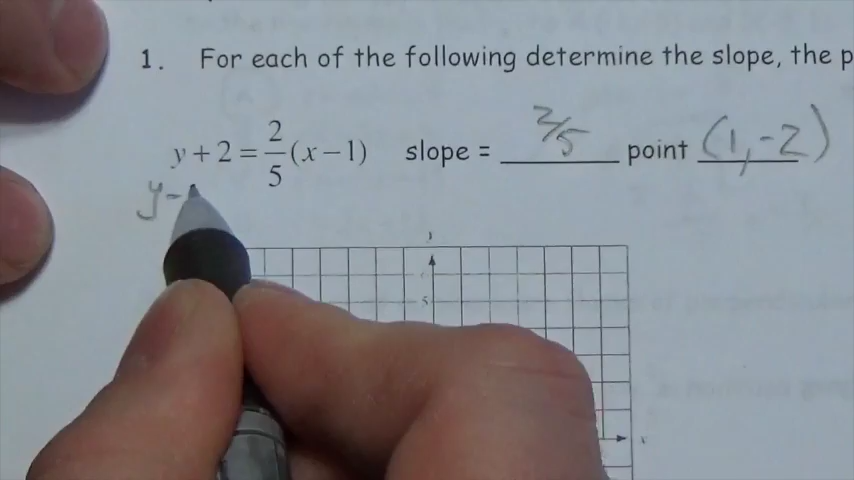 1. For each of the following determine the slope, the p
y + 2 = 2/5 (x − 1) slope = 2/5 point (1, -2)
y -
y
5
x